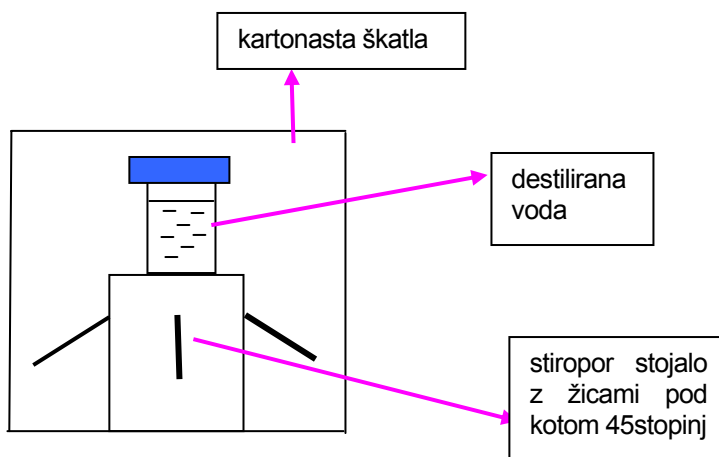 kartonasta škatla
destilirana
voda
stiropor stojalo
z žicami pod
kotom 45stopinj